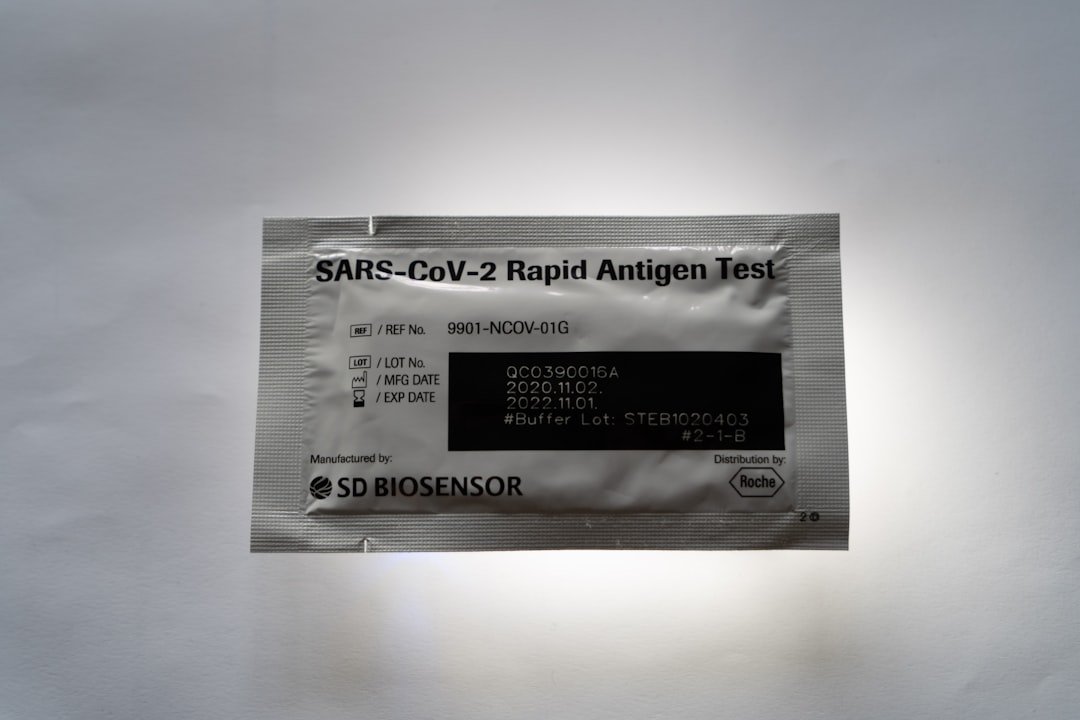 SARS-CoV-2 Rapid Antigen Test
REF / REF No. 9901-NCOV-01G
LOT / LOT No. QC0390016A
/ MFG DATE 2020.11.02.
/ EXP DATE 2022.11.01.
#Buffer Lot: STEB1020403
#2-1-B
Manufactured by: Distribution by:
SD BIOSENSOR Roche
2